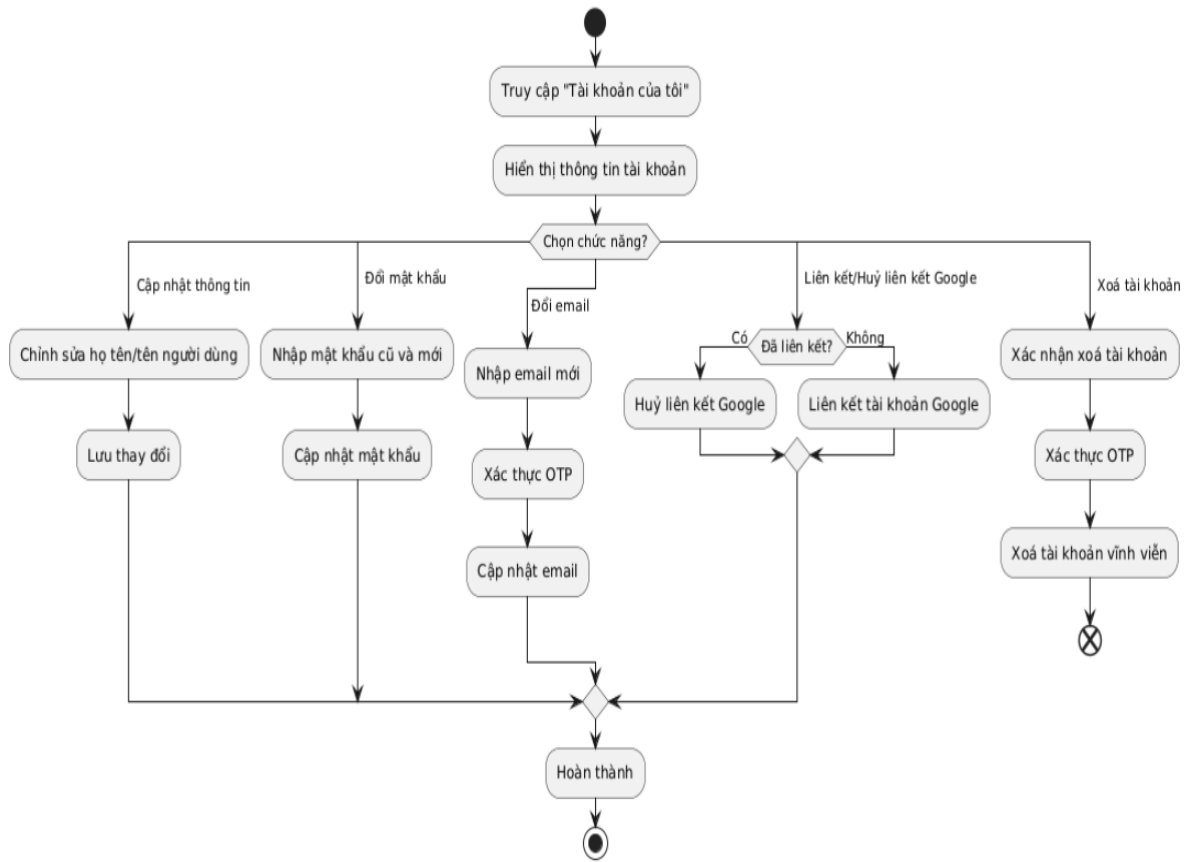 Truy cập "Tài khoản của tôi"
Hiển thị thông tin tài khoản
Chọn chức năng?
Cập nhật thông tin
Chỉnh sửa họ tên/tên người dùng
Lưu thay đổi
Đổi mật khẩu
Nhập mật khẩu cũ và mới
Cập nhật mật khẩu
Đổi email
Nhập email mới
Xác thực OTP
Cập nhật email
Liên kết/Huỷ liên kết Google
Đã liên kết?
Có
Không
Huỷ liên kết Google
Liên kết tài khoản Google
Xoá tài khoản
Xác nhận xoá tài khoản
Xác thực OTP
Xoá tài khoản vĩnh viễn
Hoàn thành